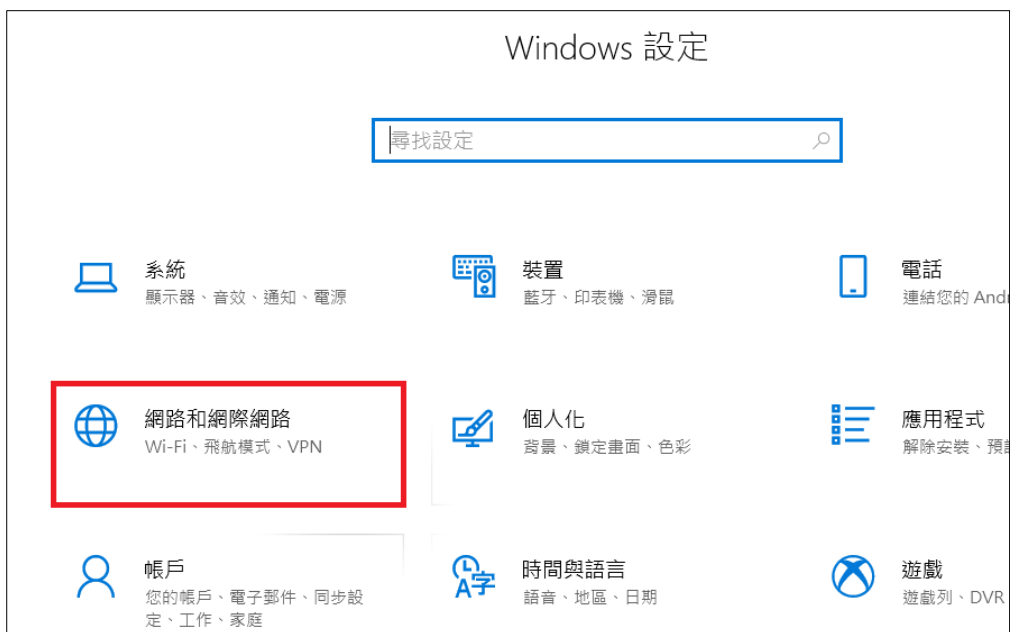 Windows 設定
尋找設定
系統
顯示器、音效、通知、電源
裝置
藍牙、印表機、滑鼠
電話
連結您的 Andr
網路和網際網路
Wi-Fi、飛航模式、VPN
個人化
背景、鎖定畫面、色彩
應用程式
解除安裝、預
帳戶
您的帳戶、電子郵件、同步設
定、工作、家庭
時間與語言
語音、地區、日期
遊戲
遊戲列、DVR